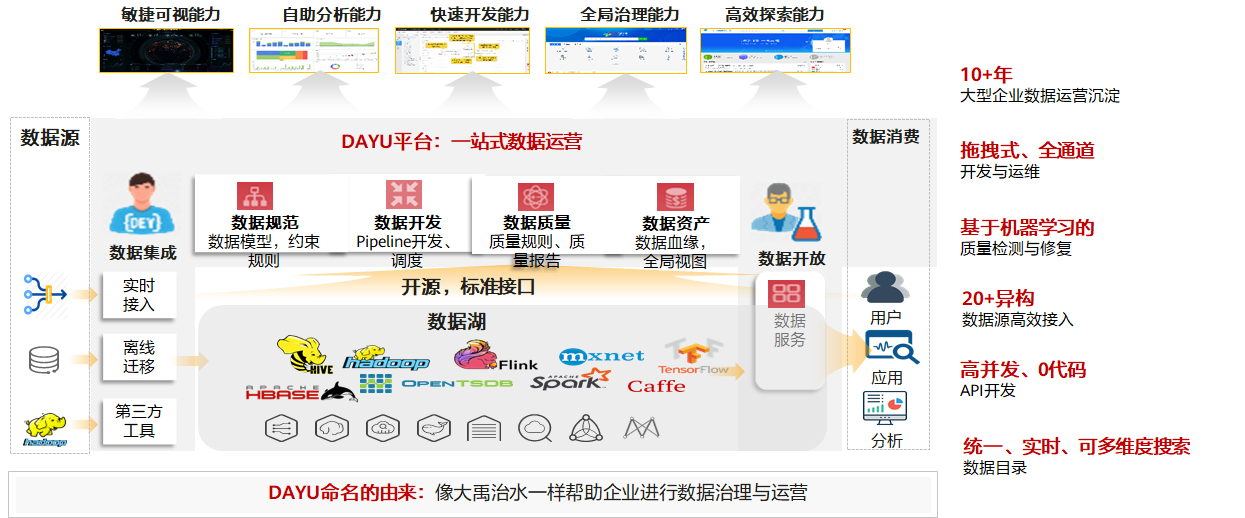 敏捷可视能力
自助分析能力
快速开发能力
全局治理能力
高效探索能力
数据源
DAYU平台：一站式数据运营
数据消费
{DEV}
数据集成
数据规范
数据模型，约束
规则
数据开发
Pipeline开发、
调度
数据质量
质量规则、质
量报告
数据资产
数据血缘，
全局视图
数据开放
实时
接入
离线
迁移
第三方
工具
hadoop
开源，标准接口
数据湖
HIVE
hadoop
Flink
mxnet
TensorFlow
APACHE
HBASE
OPENTSDB
APACHE
Spark
Caffe
数据
服务
用户
应用
分析
10+年
大型企业数据运营沉淀
拖拽式、全通道
开发与运维
基于机器学习的
质量检测与修复
20+异构
数据源高效接入
高并发、0代码
API开发
统一、实时、可多维度搜索
数据目录
DAYU命名的由来：像大禹治水一样帮助企业进行数据治理与运营